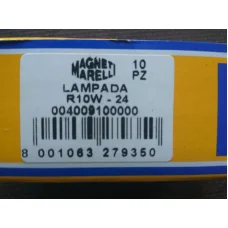 MAGNETI MARELLI 10 PZ
LAMPADA
R10W - 24
004009100000
8 001063 279350